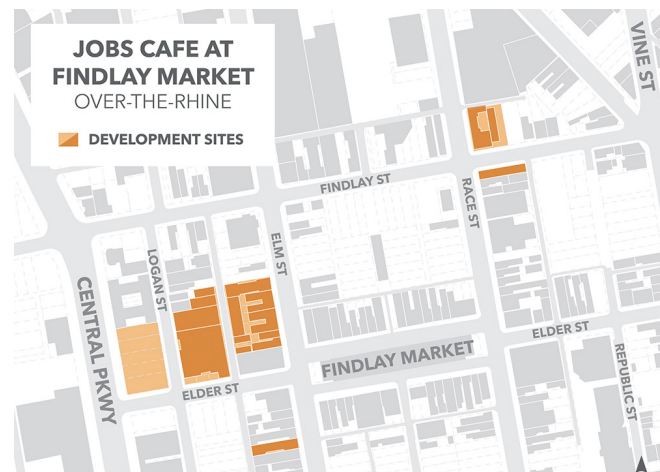 JOBS CAFE AT
FINDLAY MARKET
OVER-THE-RHINE
DEVELOPMENT SITES
VINE ST
FINDLAY ST
RACE ST
ELM ST
LOGAN ST
CENTRAL PKWY
ELDER ST
FINDLAY MARKET
ELDER ST
REPUBLIC ST